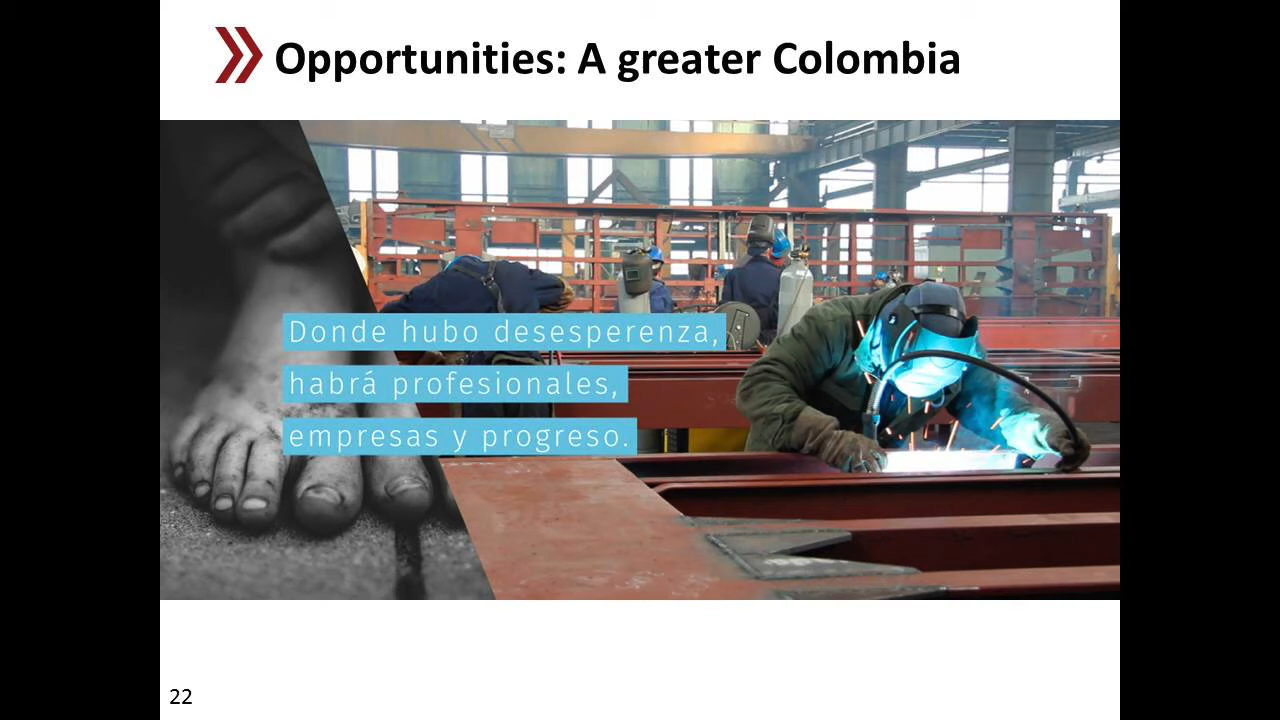 Opportunities: A greater Colombia
Donde hubo desesperenza,
habrá profesionales,
empresas y progreso.
22